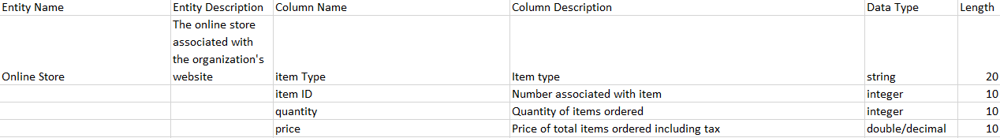 Entity Name Entity Description Column Name Column Description Data Type Length
The online store
associated with
the organization's
Online Store website item Type Item type string 20
item ID Number associated with item integer 10
quantity Quantity of items ordered integer 10
price Price of total items ordered including tax double/decimal 10